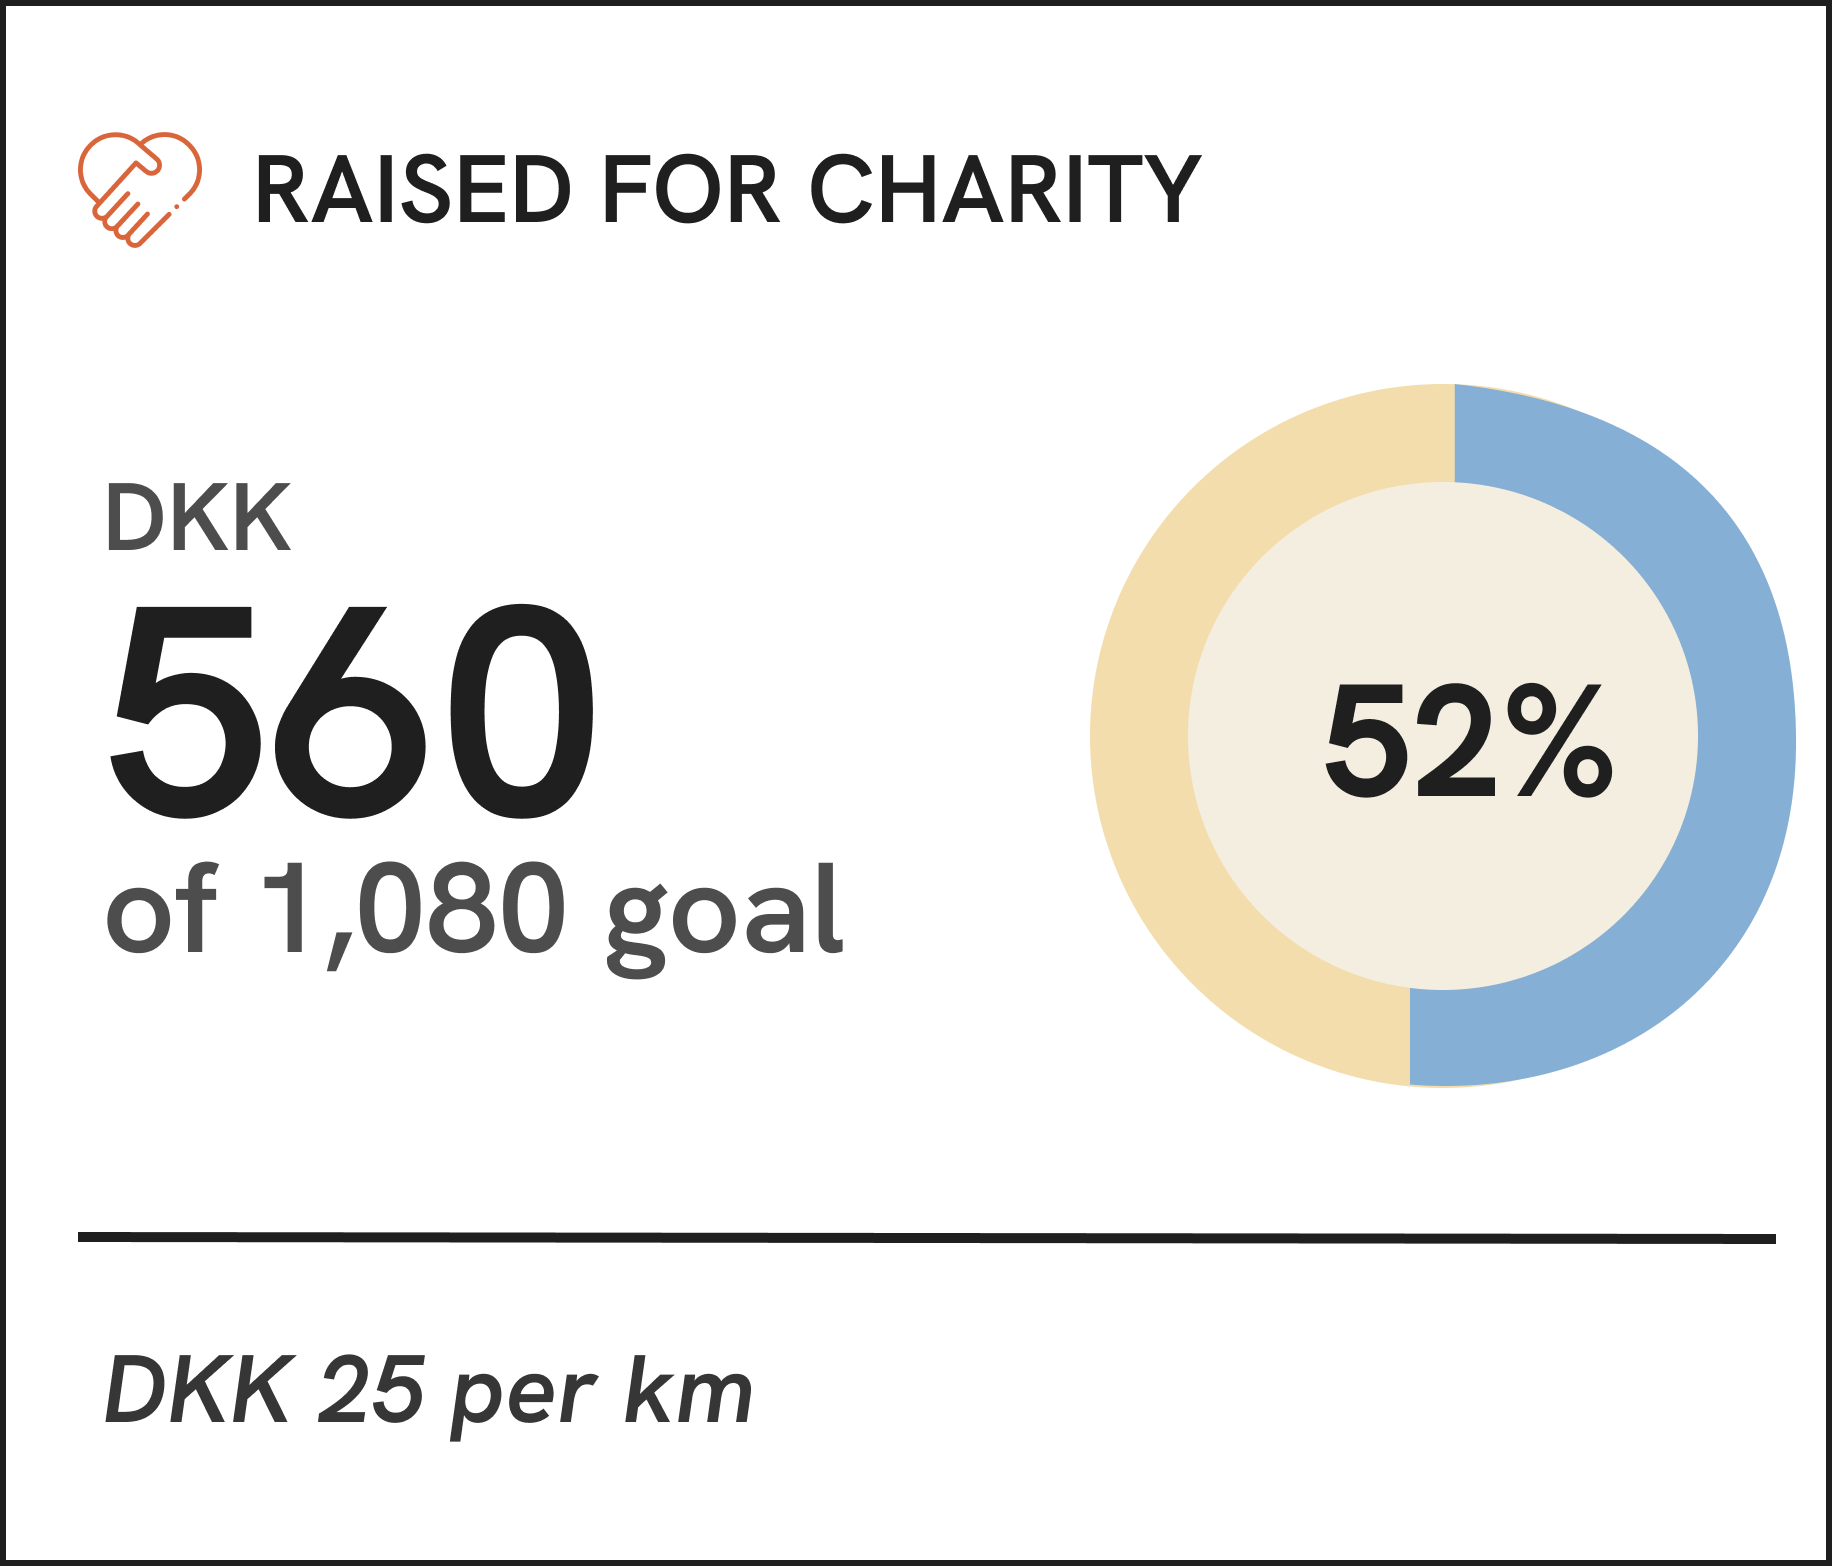 RAISED FOR CHARITY
DKK
560
of 1,080 goal
52%
DKK 25 per km